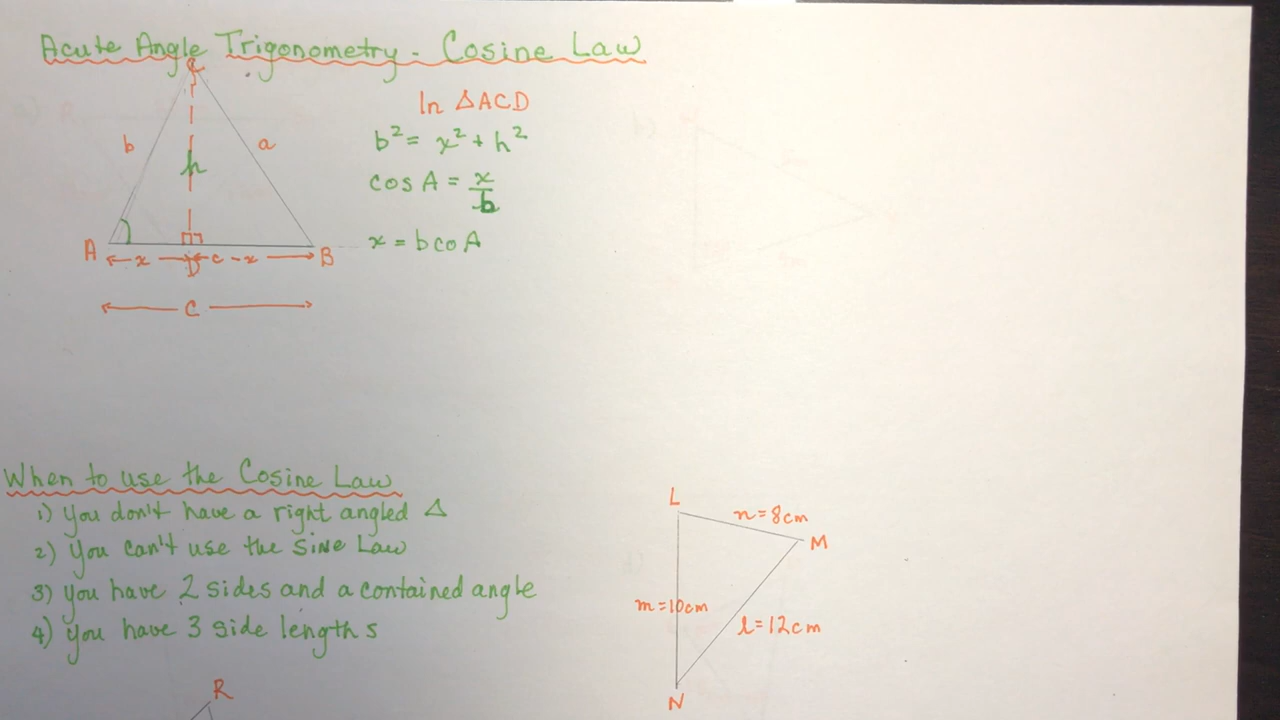 Acute Angle Trigonometry - Cosine Law
C
b
h
a
A
B
x
D
c - x
C
In ΔACD
b² = x² + h²
cos A = x/b
x = b co A
When to use the Cosine Law
1) you don't have a right angled Δ
2) you can't use the sine Law
3) you have 2 sides and a contained angle
4) you have 3 side lengths
R
L
n = 8cm
M
m = 10cm
l = 12cm
N